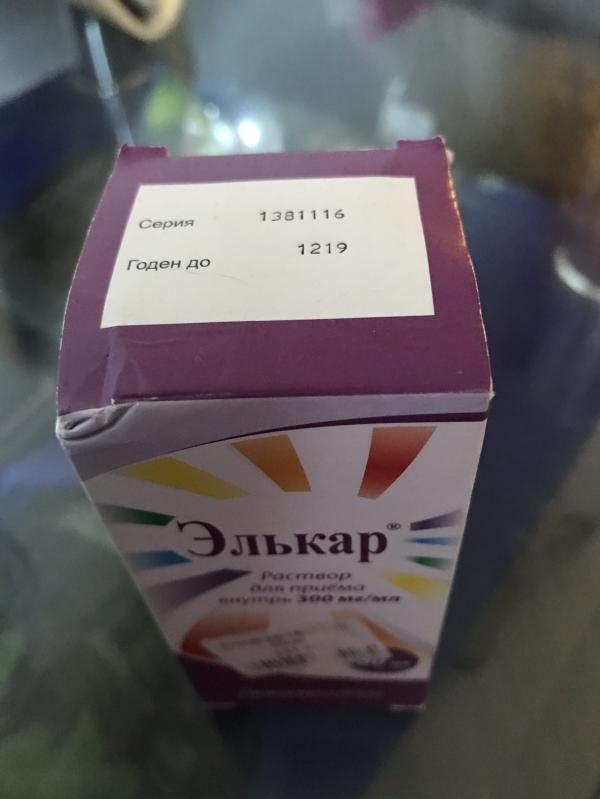 Серия 1381116
Годен до 1219
Элькар®
Раствор
для приёма
внутрь 300 мг/мл